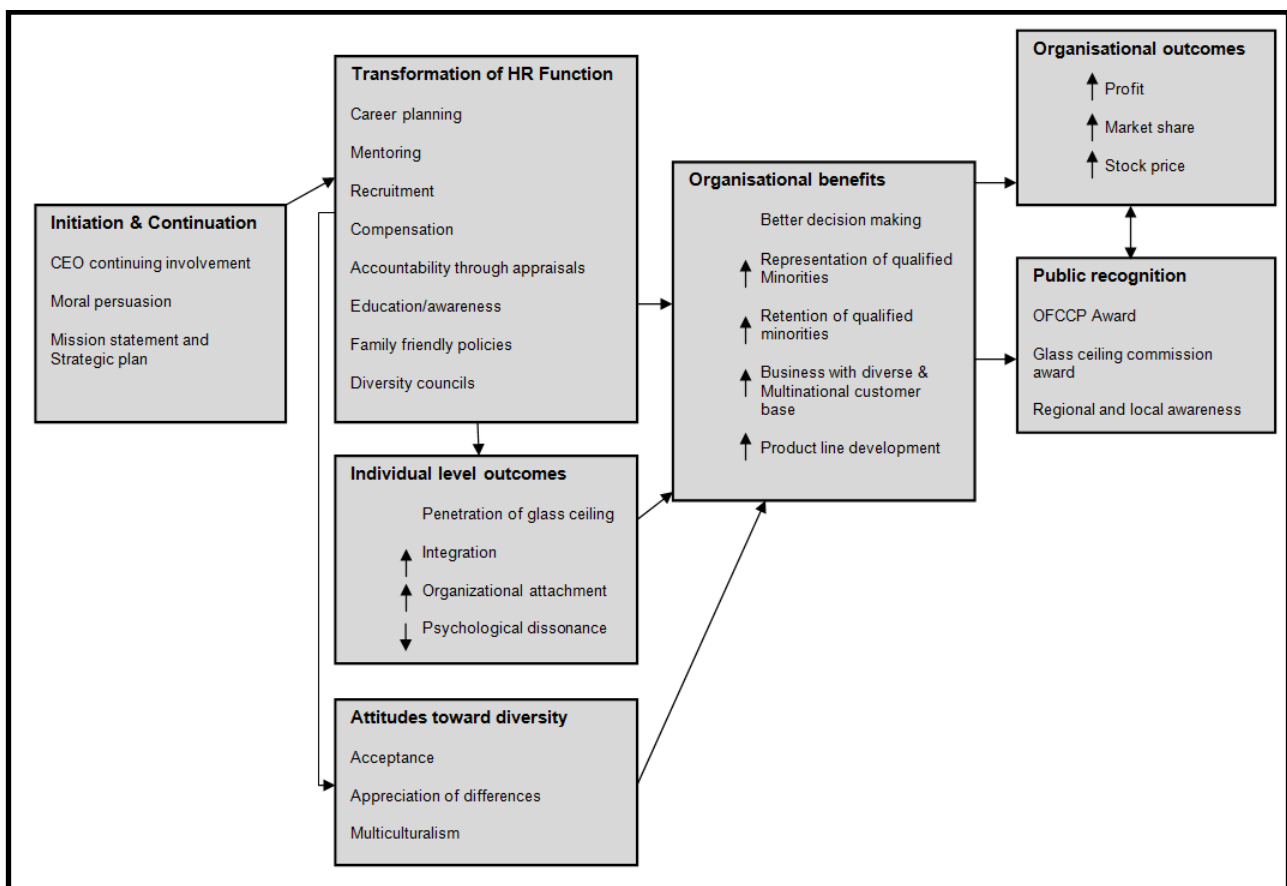 Initiation & Continuation
CEO continuing involvement
Moral persuasion
Mission statement and
Strategic plan
Transformation of HR Function
Career planning
Mentoring
Recruitment
Compensation
Accountability through appraisals
Education/awareness
Family friendly policies
Diversity councils
Individual level outcomes
Penetration of glass ceiling
Integration
Organizational attachment
Psychological dissonance
Attitudes toward diversity
Acceptance
Appreciation of differences
Multiculturalism
Organisational benefits
Better decision making
Representation of qualified
Minorities
Retention of qualified
minorities
Business with diverse &
Multinational customer
base
Product line development
Organisational outcomes
Profit
Market share
Stock price
Public recognition
OFCCP Award
Glass ceiling commission
award
Regional and local awareness